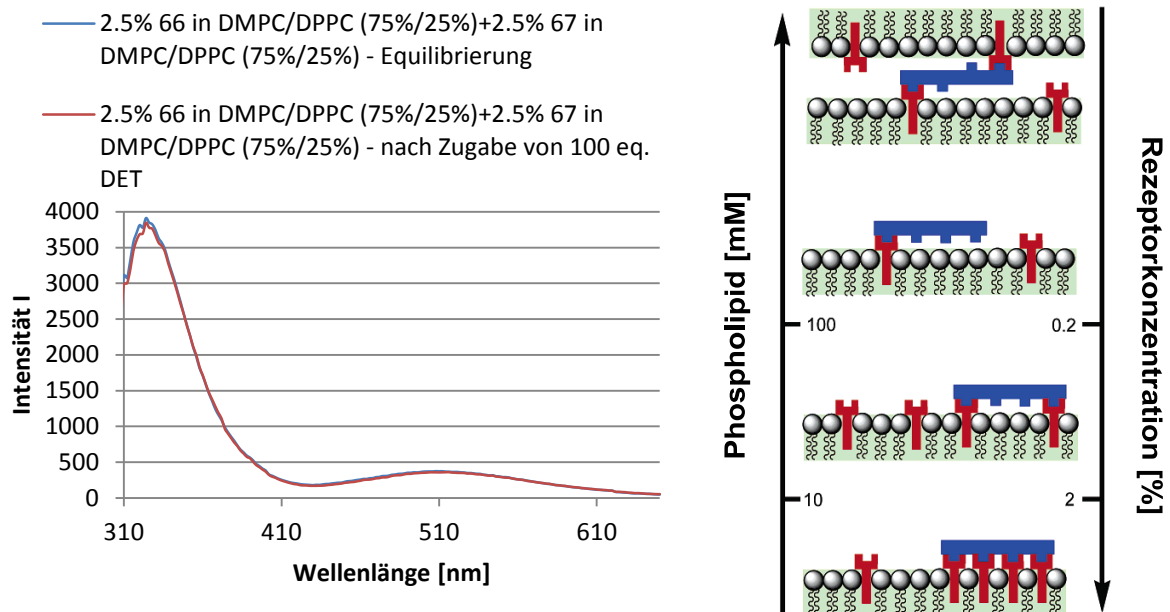 2.5% 66 in DMPC/DPPC (75%/25%)+2.5% 67 in
DMPC/DPPC (75%/25%) - Equilibrierung
2.5% 66 in DMPC/DPPC (75%/25%)+2.5% 67 in
DMPC/DPPC (75%/25%) - nach Zugabe von 100 eq.
DET
4000
3500
3000
2500
2000
1500
1000
500
0
310
410
510
610
Intensität I
Wellenlänge [nm]
Phospholipid [mM]
100
10
0.2
2
Rezeptorkonzentration [%]